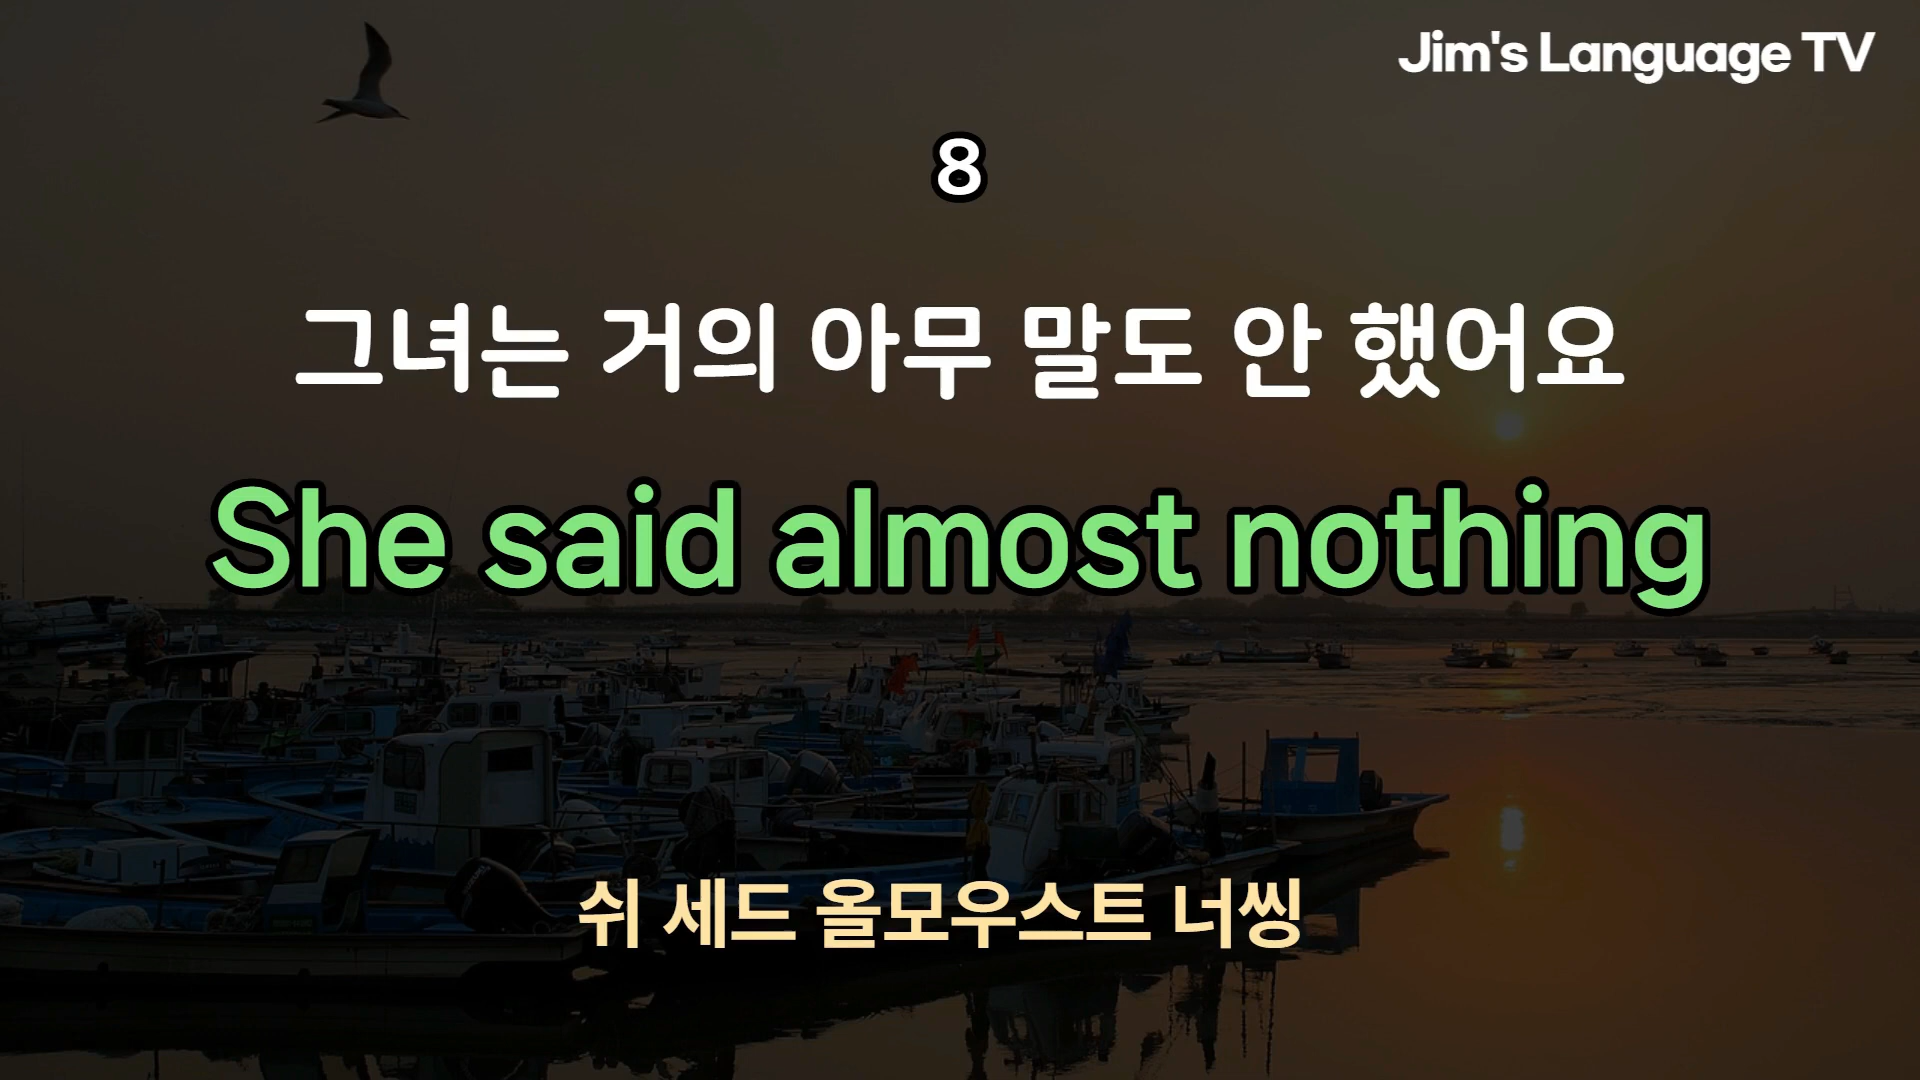 Jim's Language TV
8
그녀는 거의 아무 말도 안 했어요
She said almost nothing
쉬 세드 올모우스트 너씽